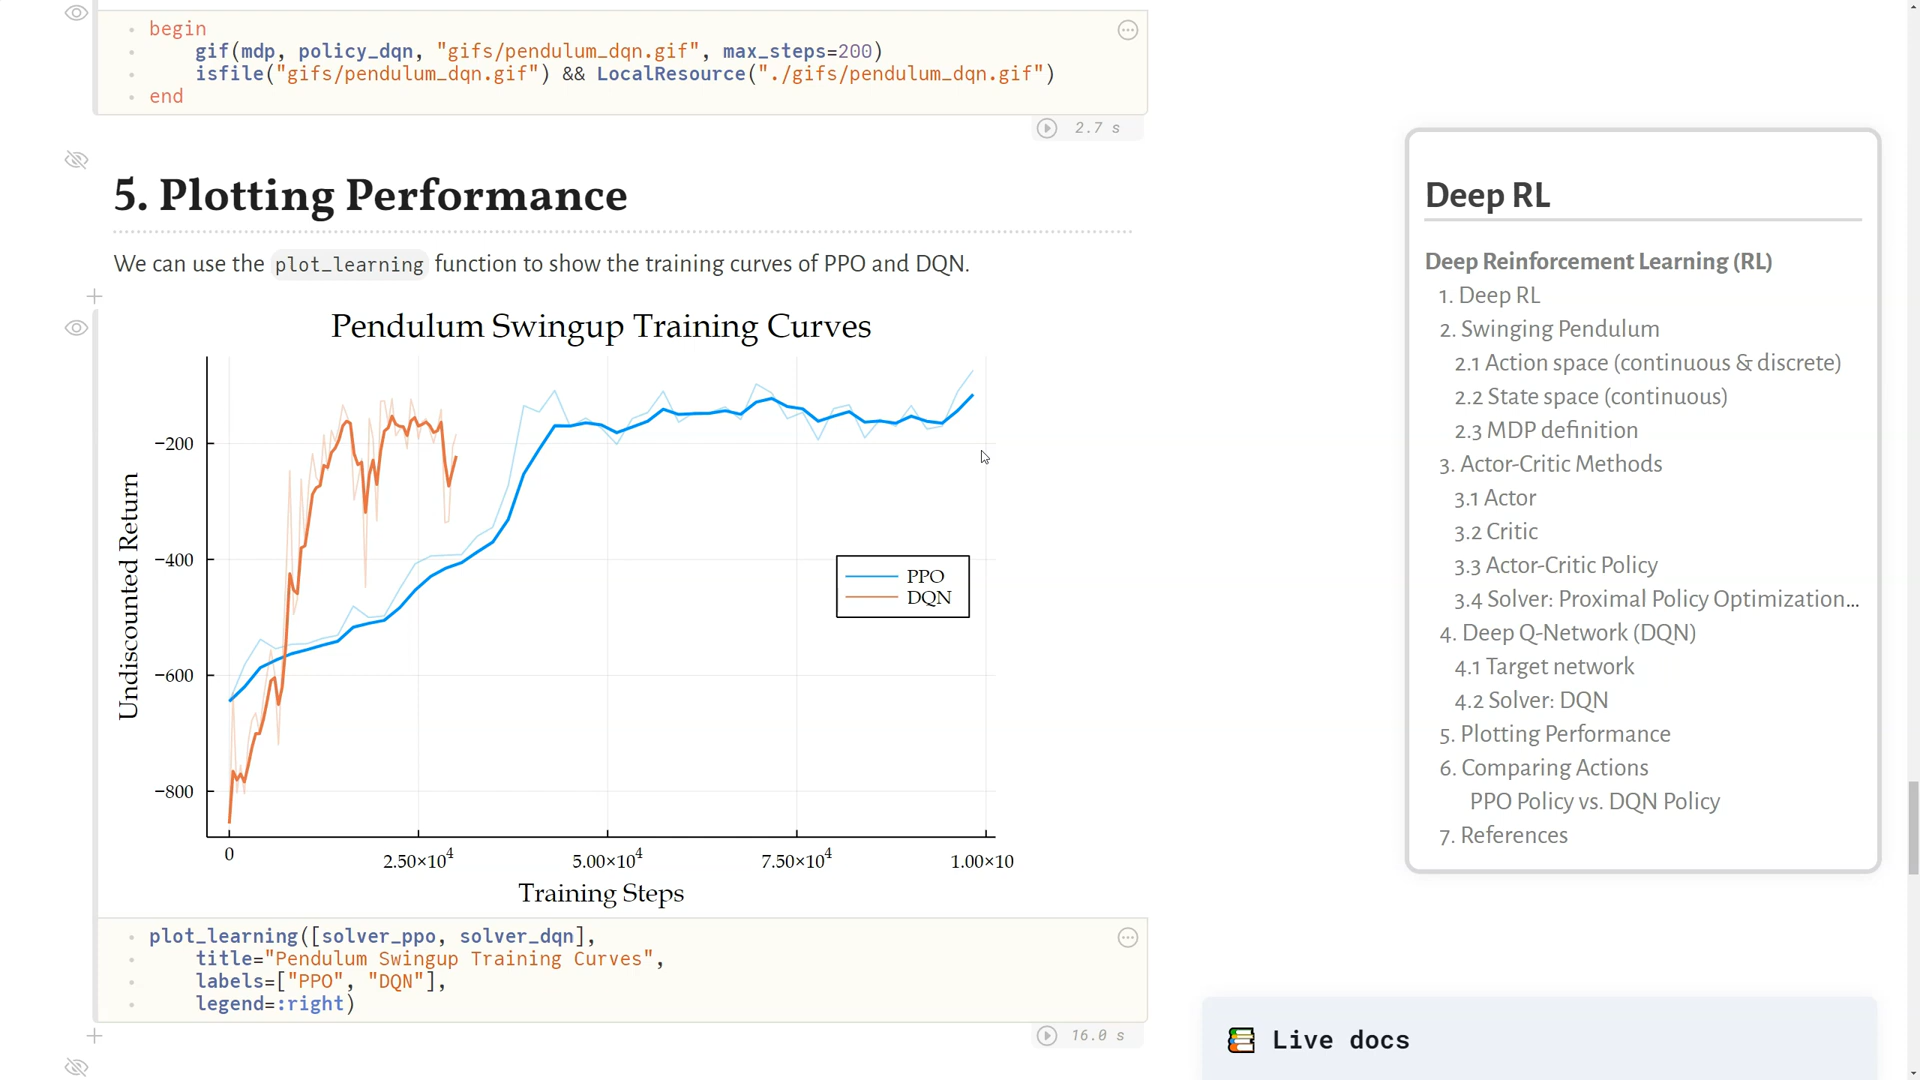 begin
gif(mdp, policy_dqn, "gifs/pendulum_dqn.gif", max_steps=200)
isfile("gifs/pendulum_dqn.gif") && LocalResource("./gifs/pendulum_dqn.gif")
end
2.7 s
5. Plotting Performance
We can use the plot_learning function to show the training curves of PPO and DQN.
Pendulum Swingup Training Curves
Undiscounted Return
−200
−400
−600
−800
PPO
DQN
0
2.50×10⁴
5.00×10⁴
7.50×10⁴
1.00×10
Training Steps
plot_learning([solver_ppo, solver_dqn],
title="Pendulum Swingup Training Curves",
labels=["PPO", "DQN"],
legend=:right)
16.0 s
Deep RL
Deep Reinforcement Learning (RL)
1. Deep RL
2. Swinging Pendulum
2.1 Action space (continuous & discrete)
2.2 State space (continuous)
2.3 MDP definition
3. Actor-Critic Methods
3.1 Actor
3.2 Critic
3.3 Actor-Critic Policy
3.4 Solver: Proximal Policy Optimization...
4. Deep Q-Network (DQN)
4.1 Target network
4.2 Solver: DQN
5. Plotting Performance
6. Comparing Actions
PPO Policy vs. DQN Policy
7. References
Live docs